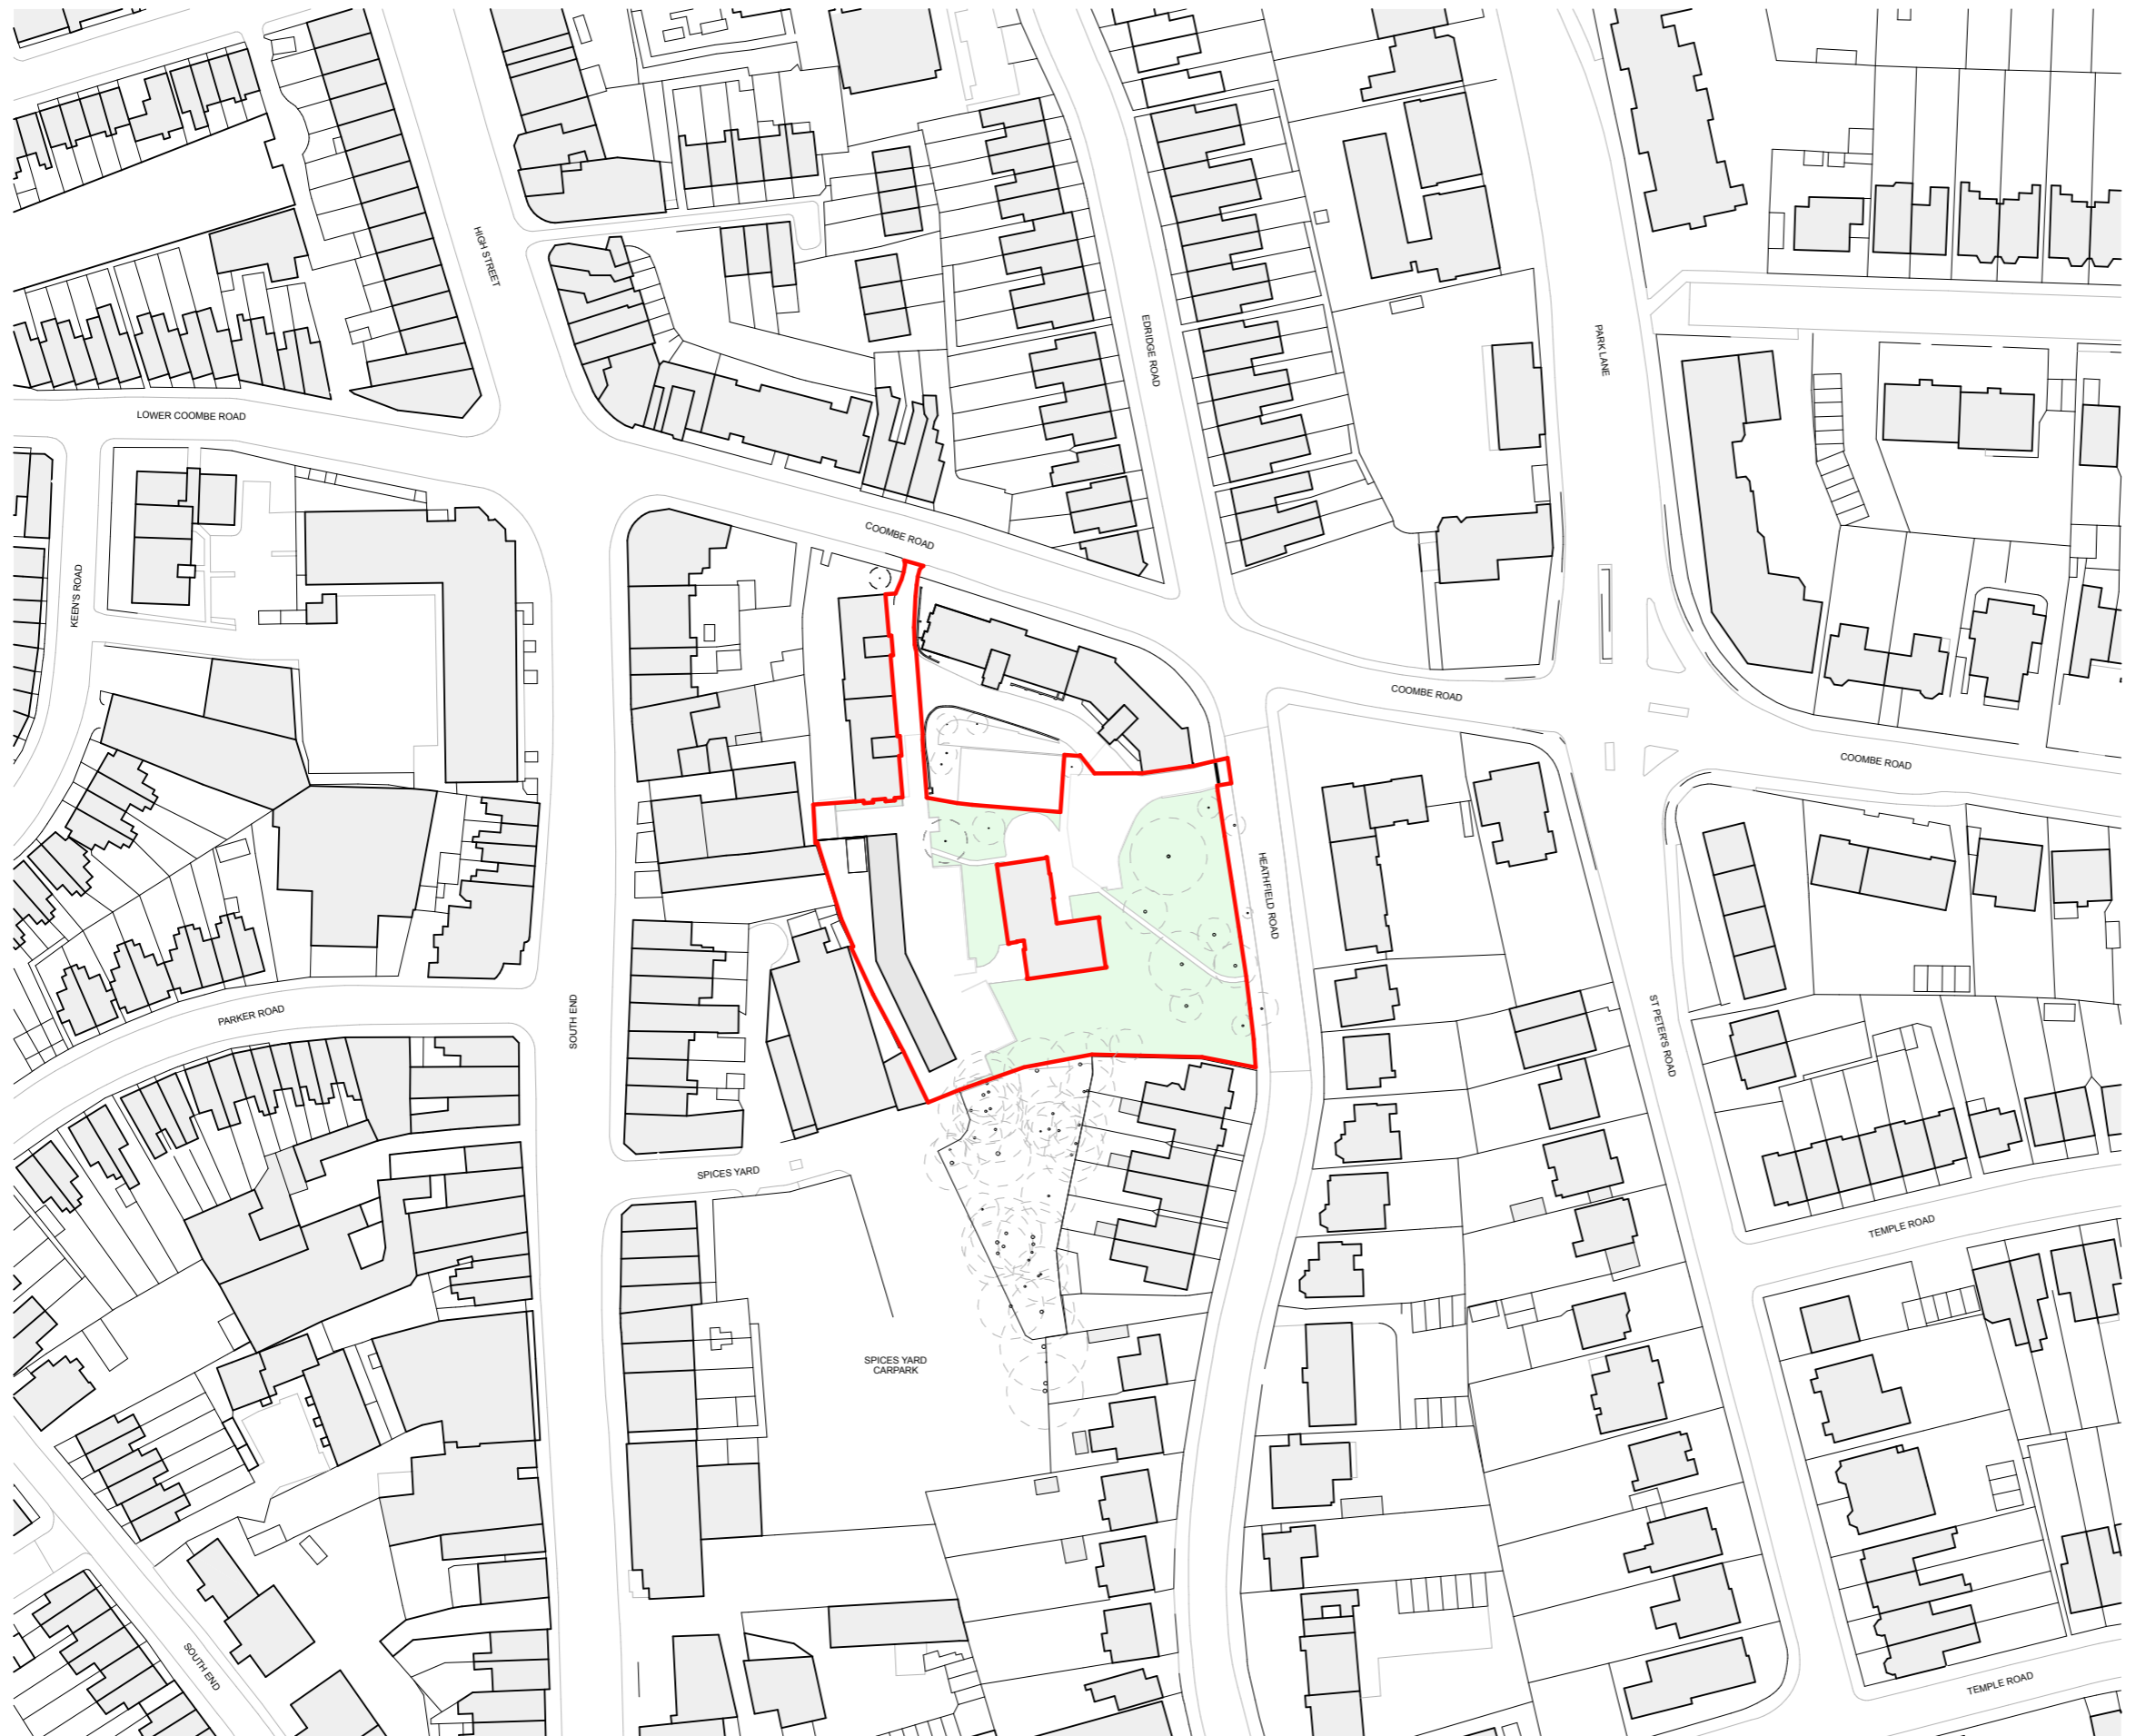 HIGH STREET
EDRIDGE ROAD
PARK LANE
LOWER COOMBE ROAD
COOMBE ROAD
KEEN'S ROAD
COOMBE ROAD
COOMBE ROAD
HEATHFIELD ROAD
PARKER ROAD
SOUTH END
ST PETER'S ROAD
SPICES YARD
TEMPLE ROAD
SPICES YARD
CARPARK
SOUTH END
TEMPLE ROAD